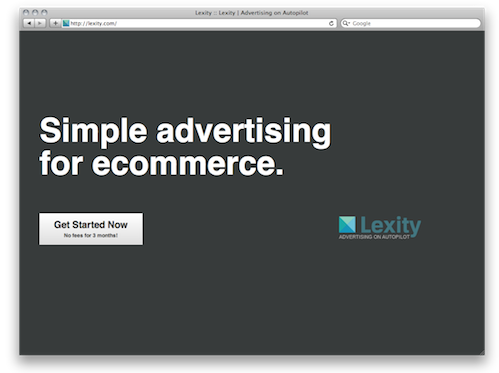 Lexity :: Lexity | Advertising on Autopilot
http://lexity.com/
Google
Simple advertising
for ecommerce.
Get Started Now
No fees for 3 months!
Lexity
ADVERTISING ON AUTOPILOT